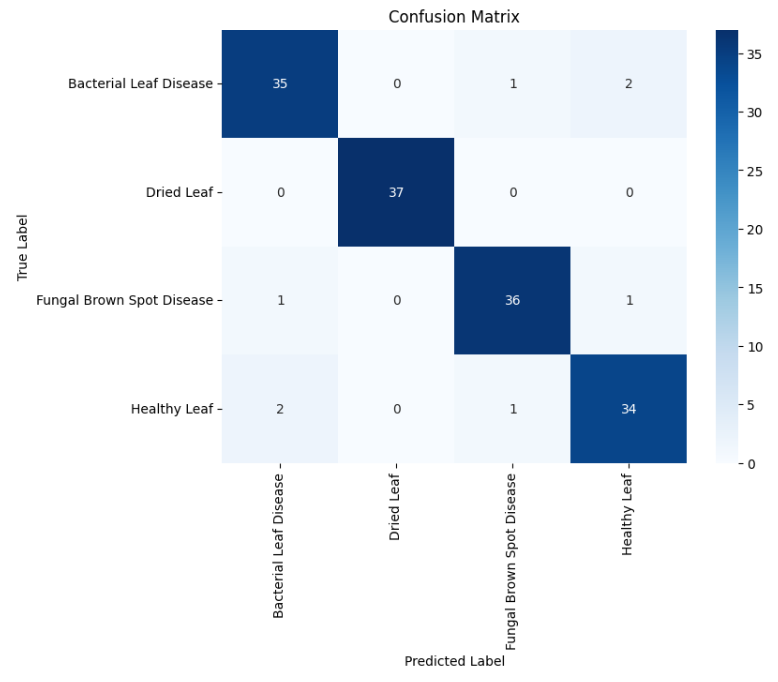 Confusion Matrix
True Label
Bacterial Leaf Disease 35 0 1 2
Dried Leaf 0 37 0 0
Fungal Brown Spot Disease 1 0 36 1
Healthy Leaf 2 0 1 34
Bacterial Leaf Disease
Dried Leaf
Fungal Brown Spot Disease
Healthy Leaf
Predicted Label
35
30
25
20
15
10
5
0